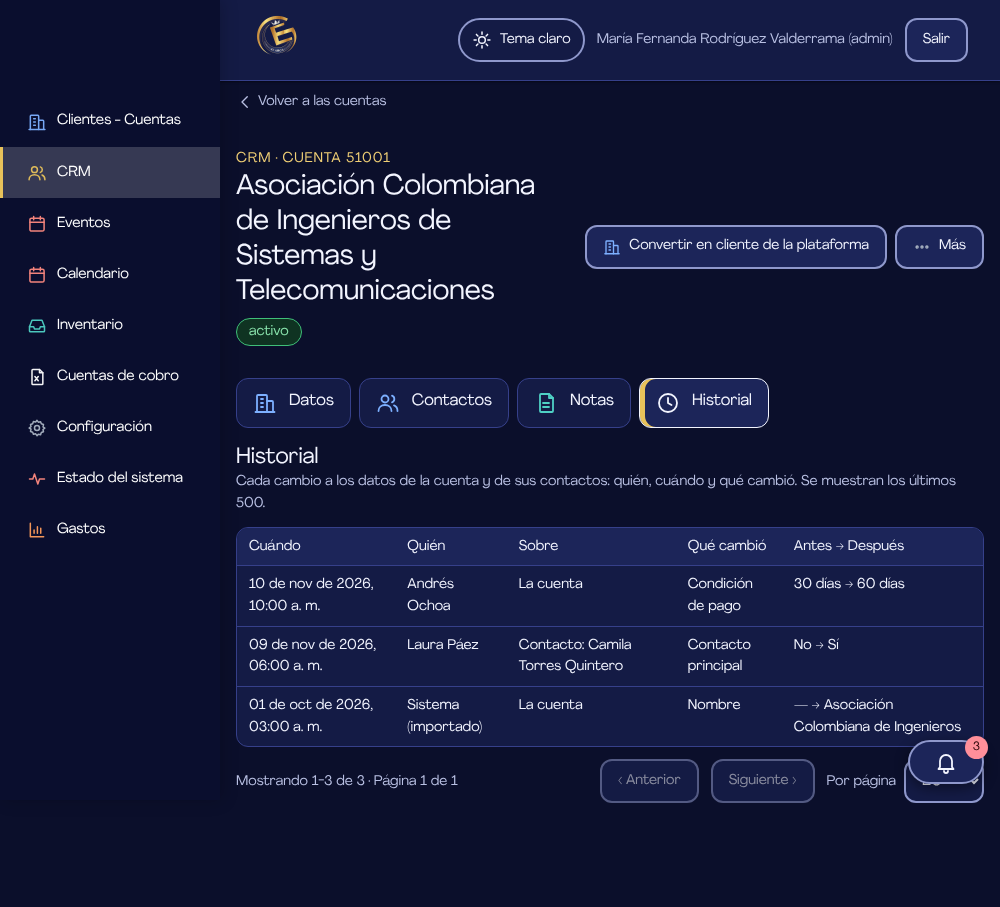 Tema claro
María Fernanda Rodríguez Valderrama (admin)
Salir
Clientes - Cuentas
CRM
Eventos
Calendario
Inventario
Cuentas de cobro
Configuración
Estado del sistema
Gastos
Volver a las cuentas
CRM · CUENTA 51001
Asociación Colombiana
de Ingenieros de
Sistemas y
Telecomunicaciones
activo
Convertir en cliente de la plataforma
Más
Datos
Contactos
Notas
Historial
Historial
Cada cambio a los datos de la cuenta y de sus contactos: quién, cuándo y qué cambió. Se muestran los últimos
500.
Cuándo Quién Sobre Qué cambió Antes → Después
10 de nov de 2026, Andrés La cuenta Condición 30 días → 60 días
10:00 a. m. Ochoa de pago
09 de nov de 2026, Laura Páez Contacto: Camila Contacto No → Sí
06:00 a. m. Torres Quintero principal
01 de oct de 2026, Sistema La cuenta Nombre — → Asociación
03:00 a. m. (importado) Colombiana de Ingenieros
Mostrando 1–3 de 3 · Página 1 de 1
‹ Anterior
Siguiente ›
Por página
3